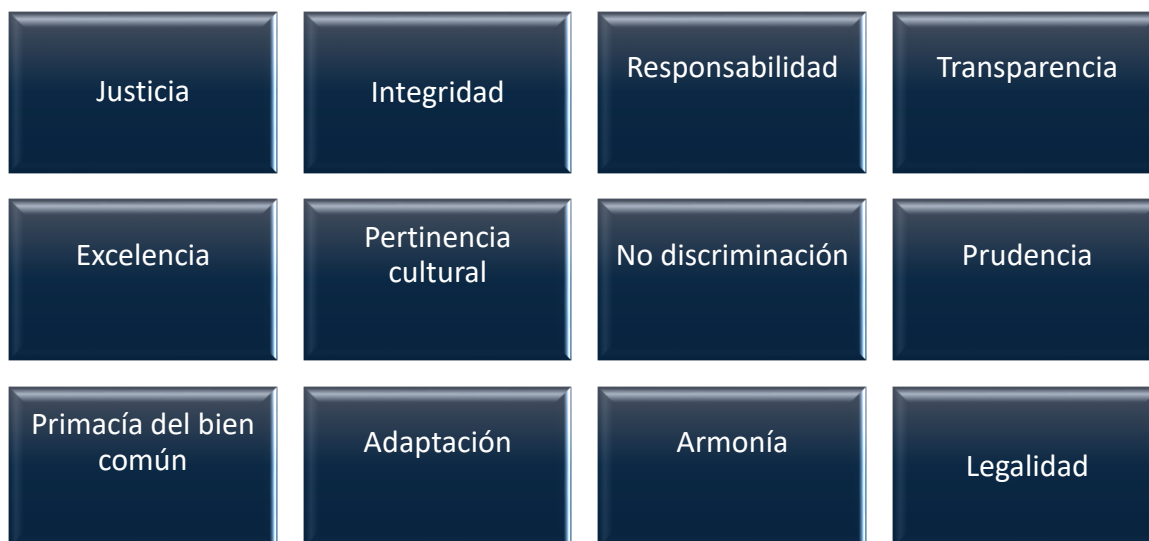 Justicia
Integridad
Responsabilidad
Transparencia
Excelencia
Pertinencia
cultural
No discriminación
Prudencia
Primacía del bien
común
Adaptación
Armonía
Legalidad